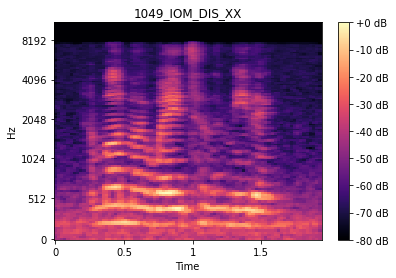 1049_IOM_DIS_XX
+0 dB
8192
-10 dB
4096
-20 dB
-30 dB
2048
Hz
-40 dB
1024
-50 dB
512
-60 dB
-70 dB
0
-80 dB
0 0.5 1 1.5
Time